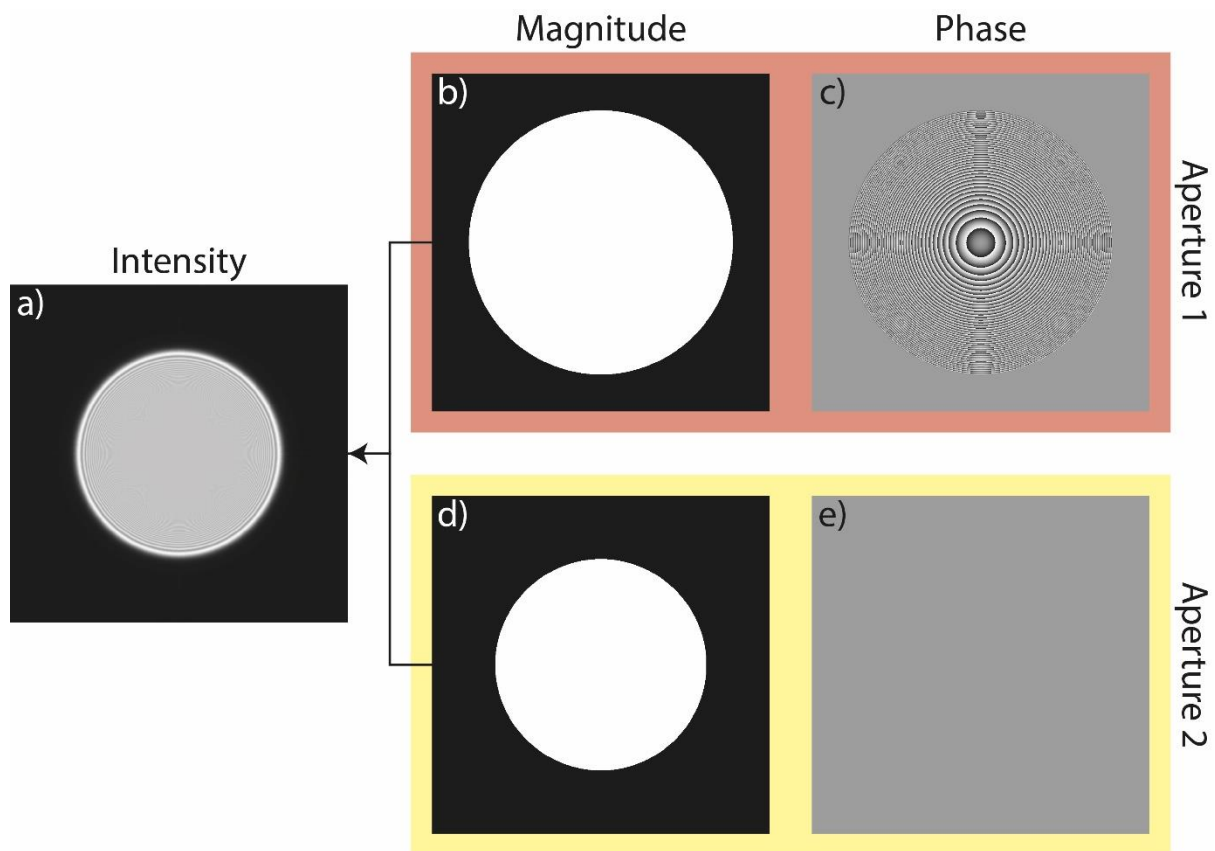 Magnitude
Phase
b)
c)
Aperture 1
Intensity
a)
d)
e)
Aperture 2